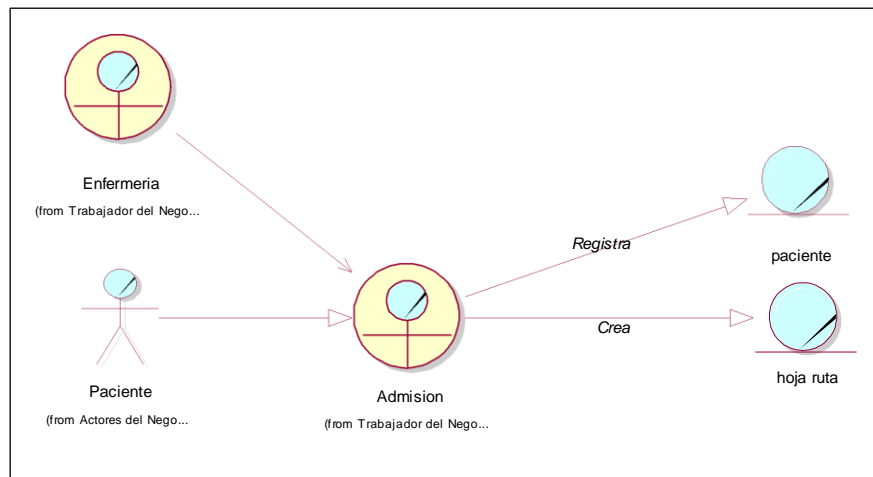 Enfermeria
(from Trabajador del Nego...
Registra
paciente
Crea
hoja ruta
Paciente
(from Actores del Nego...
Admision
(from Trabajador del Nego...